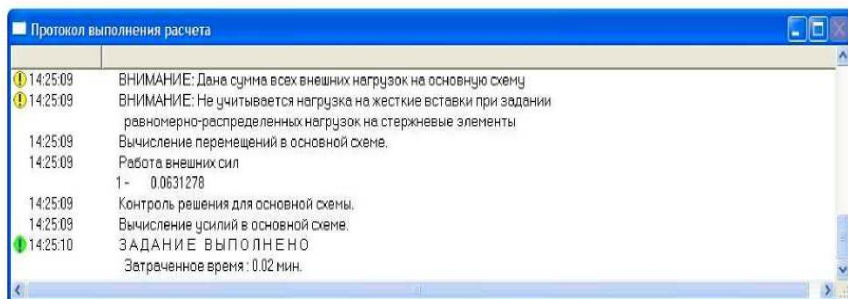 Протокол выполнения расчета
14:25:09 ВНИМАНИЕ: Дана сумма всех внешних нагрузок на основную схему
14:25:09 ВНИМАНИЕ: Не учитывается нагрузка на жесткие вставки при задании
равномерно-распределенных нагрузок на стержневые элементы
14:25:09 Вычисление перемещений в основной схеме.
14:25:09 Работа внешних сил
1 - 0.0631278
14:25:09 Контроль решения для основной схемы.
14:25:09 Вычисление усилий в основной схеме.
14:25:10 ЗАДАНИЕ ВЫПОЛНЕНО
Затраченное время : 0.02 мин.